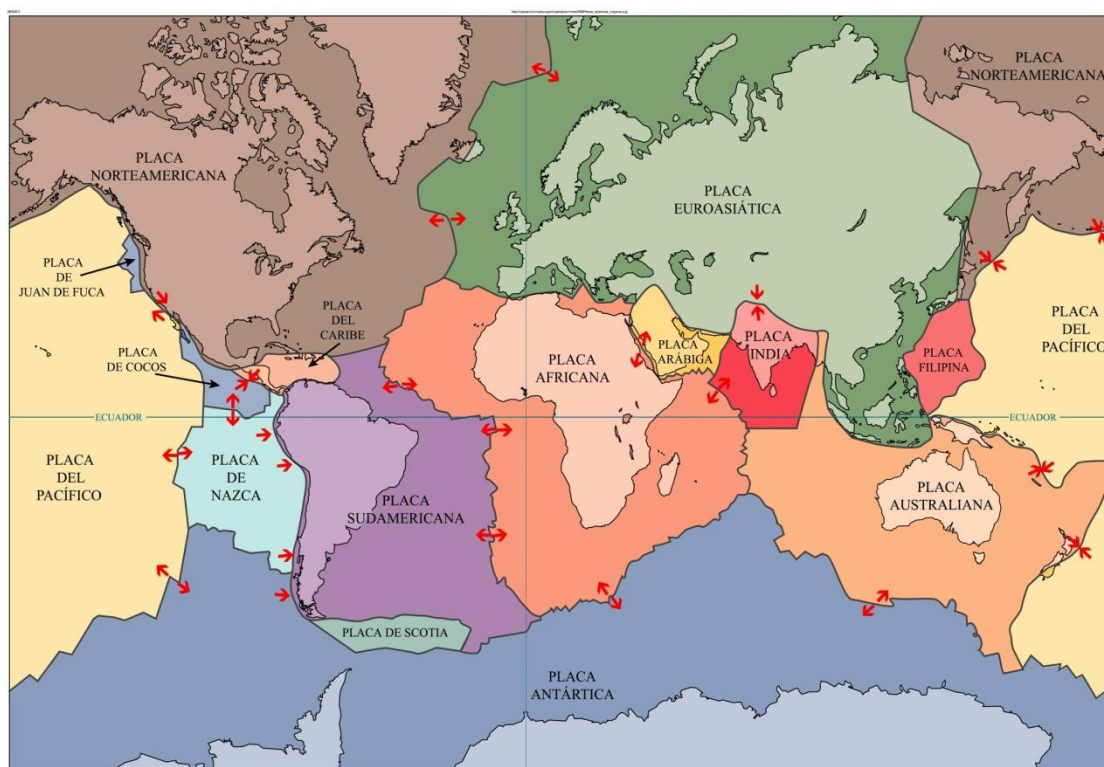 PLACA
NORTEAMERICANA
PLACA
NORTEAMERICANA
PLACA
EUROASIÁTICA
PLACA
DE
JUAN DE FUCA
PLACA
DEL
CARIBE
PLACA
DE COCOS
PLACA
AFRICANA
PLACA
ARÁBIGA
PLACA
INDIA
PLACA
FILIPINA
PLACA
DEL
PACÍFICO
ECUADOR
ECUADOR
PLACA
DEL
PACÍFICO
PLACA
DE
NAZCA
PLACA
SUDAMERICANA
PLACA
AUSTRALIANA
PLACA DE SCOTIA
PLACA
ANTÁRTICA